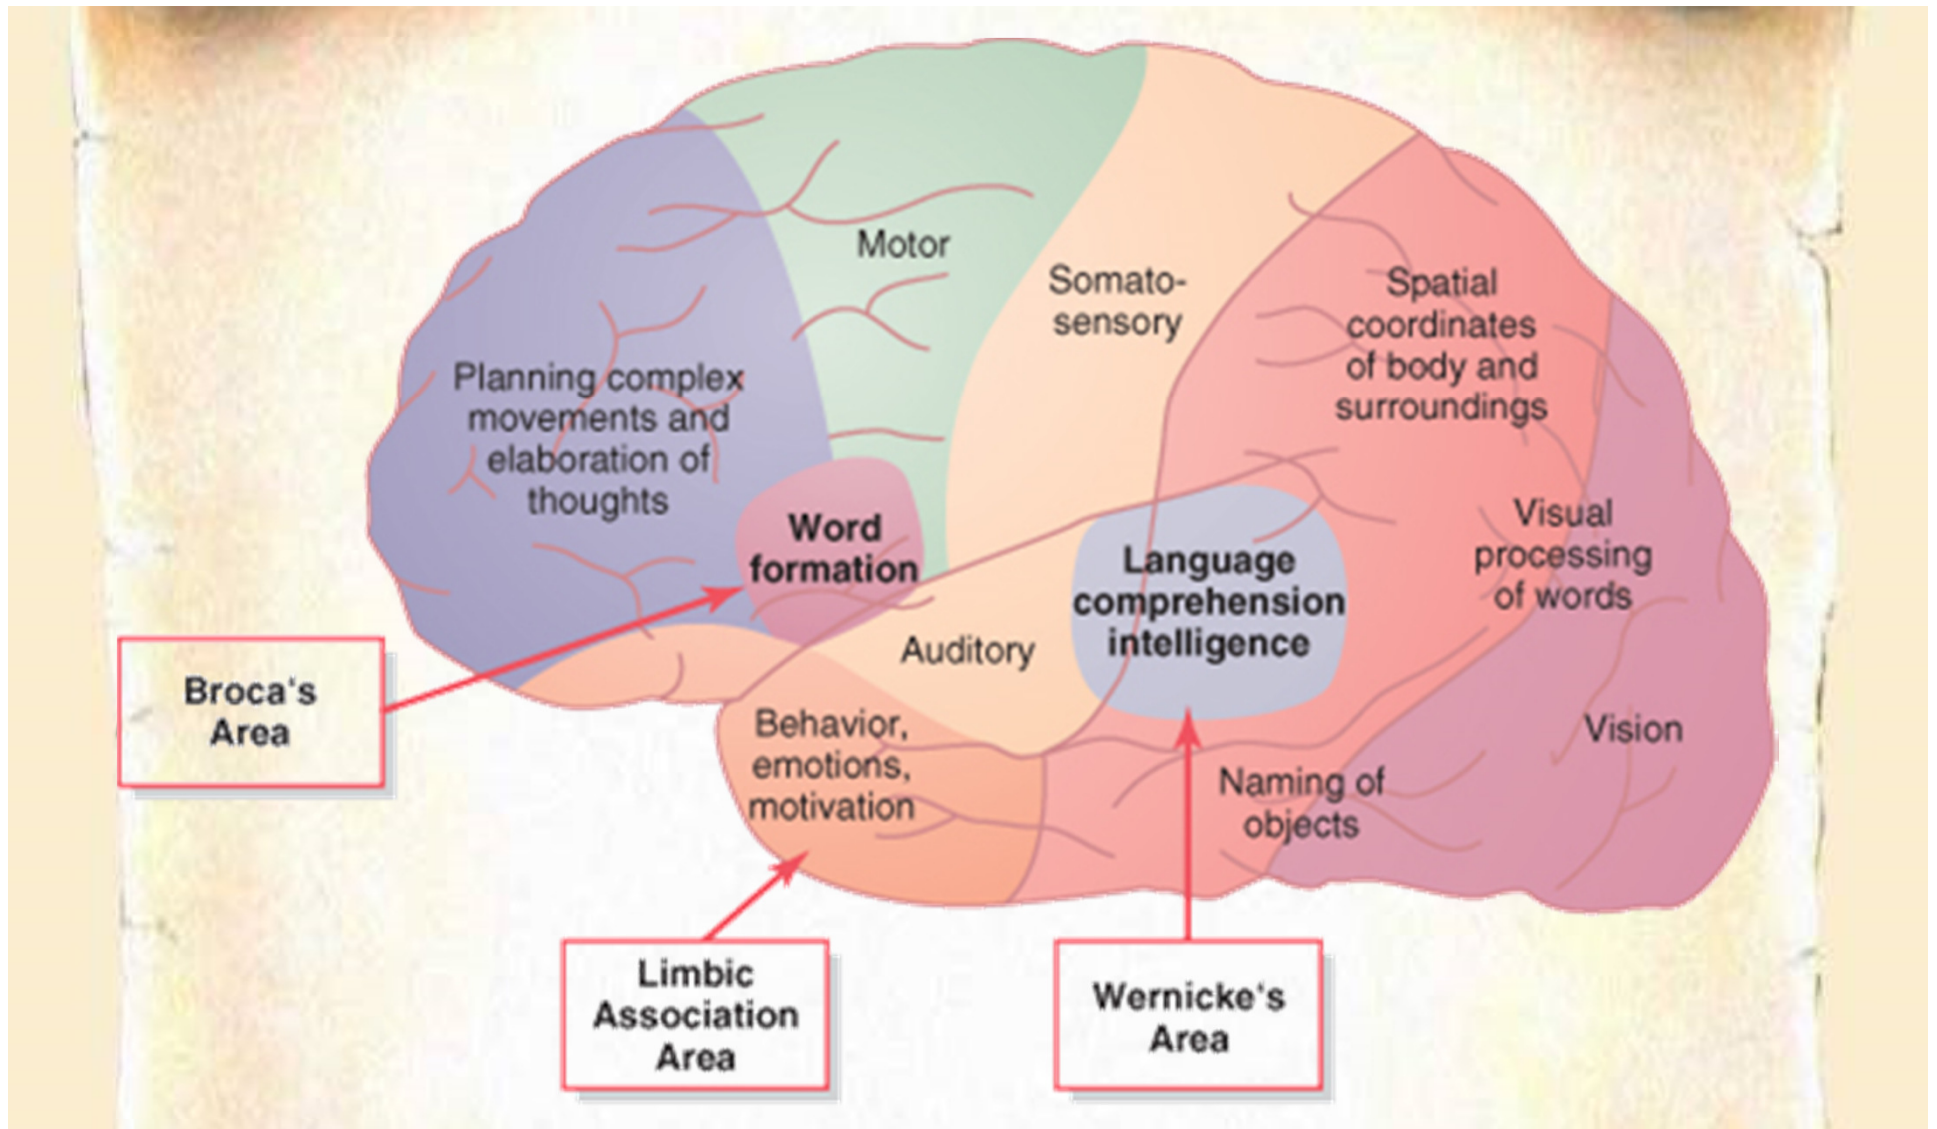 Motor
Somato-
sensory
Spatial
coordinates
of body and
surroundings
Planning complex
movements and
elaboration of
thoughts
Word
formation
Visual
processing
of words
Language
comprehension
intelligence
Auditory
Broca‘s
Area
Behavior,
emotions,
motivation
Vision
Naming of
objects
Limbic
Association
Area
Wernicke‘s
Area